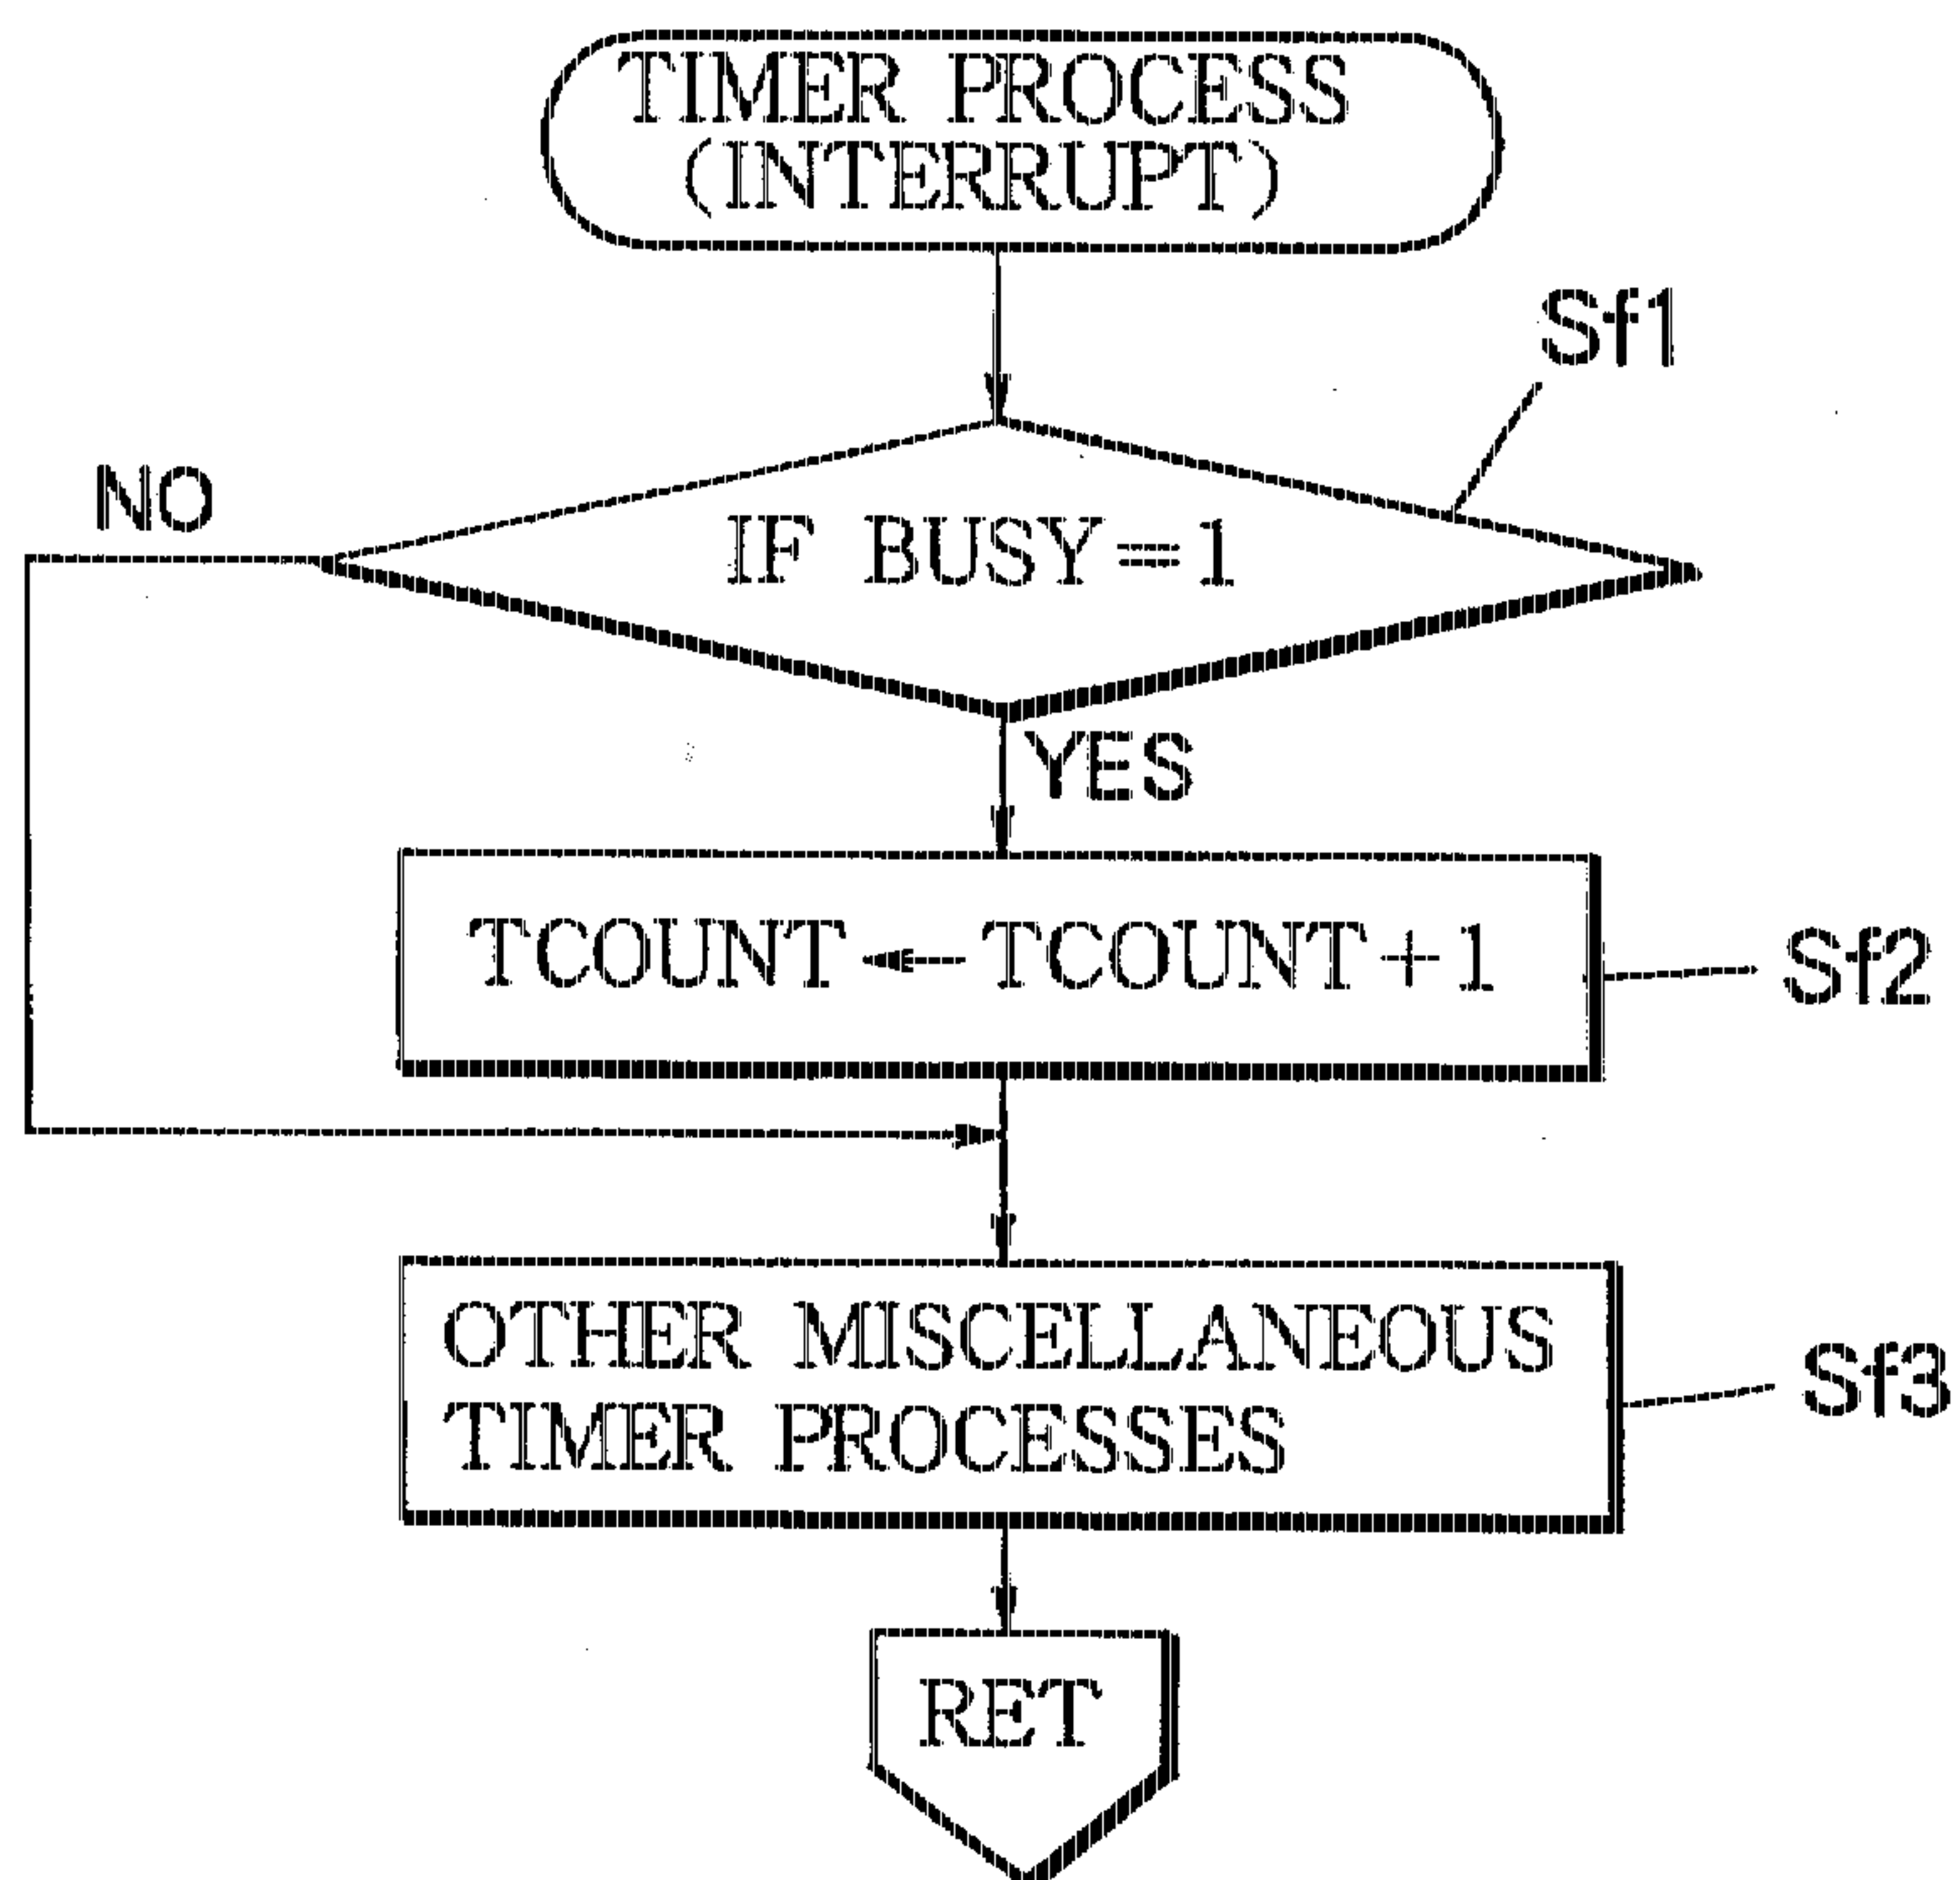 TIMER PROCESS
(INTERRUPT)
Sf1
NO
IF BUSY=1
YES
TCOUNT←TCOUNT+1
Sf2
OTHER MISCELLANEOUS
TIMER PROCESSES
Sf3
RET